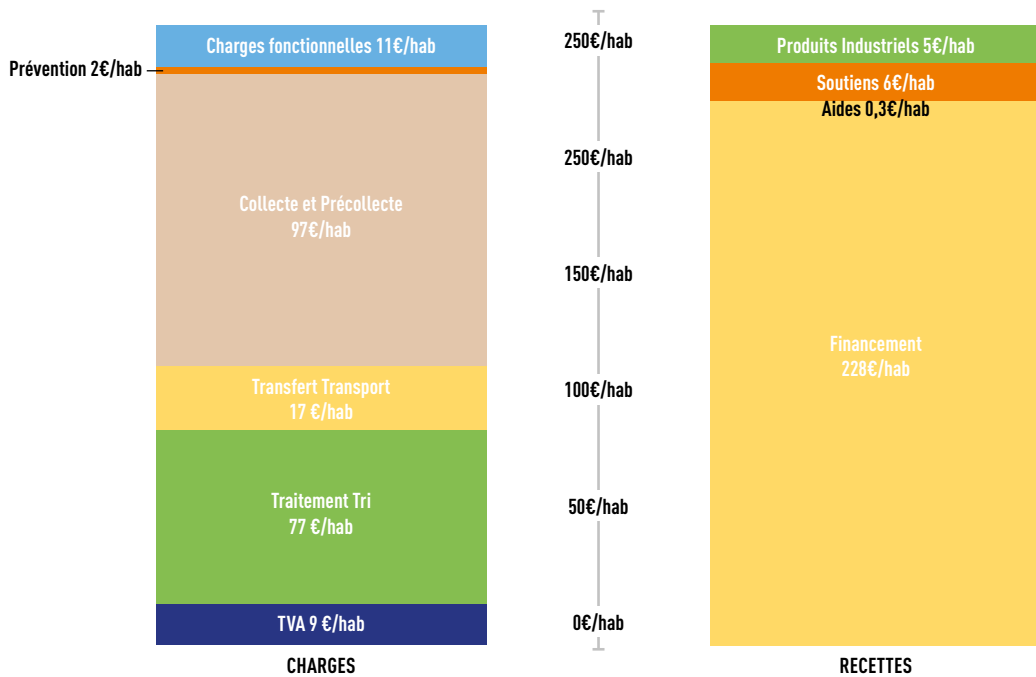 Charges fonctionnelles 11€/hab
Prévention 2€/hab
Collecte et Précollecte
97€/hab
Transfert Transport
17 €/hab
Traitement Tri
77 €/hab
TVA 9 €/hab
CHARGES
250€/hab
250€/hab
150€/hab
100€/hab
50€/hab
0€/hab
Produits Industriels 5€/hab
Soutiens 6€/hab
Aides 0,3€/hab
Financement
228€/hab
RECETTES